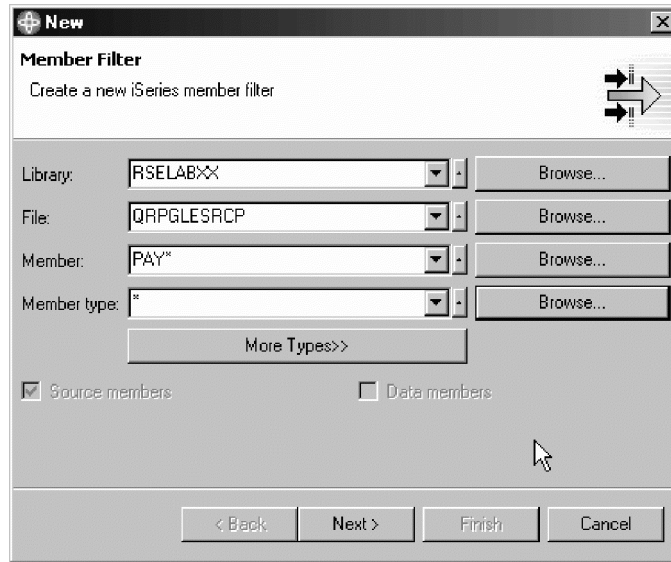 New
Member Filter
Create a new iSeries member filter
Library: RSELABXX Browse...
File: QRPGLESRCP Browse...
Member: PAY* Browse...
Member type: * Browse...
More Types>>
Source members Data members
< Back Next > Finish Cancel